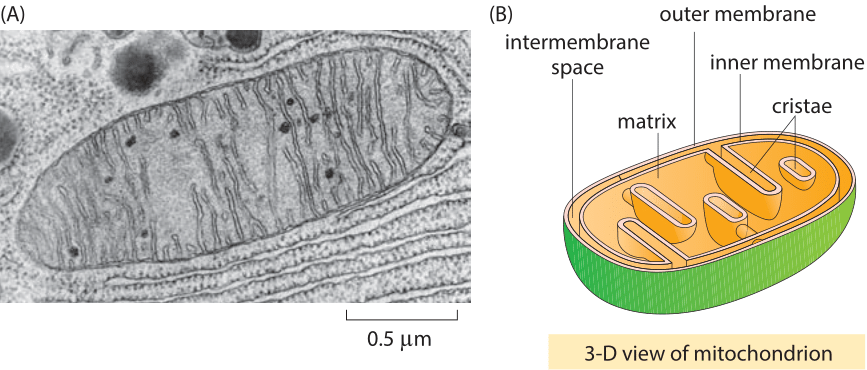 (A)
0.5 μm
(B)
outer membrane
intermembrane
space
inner membrane
cristae
matrix
3-D view of mitochondrion